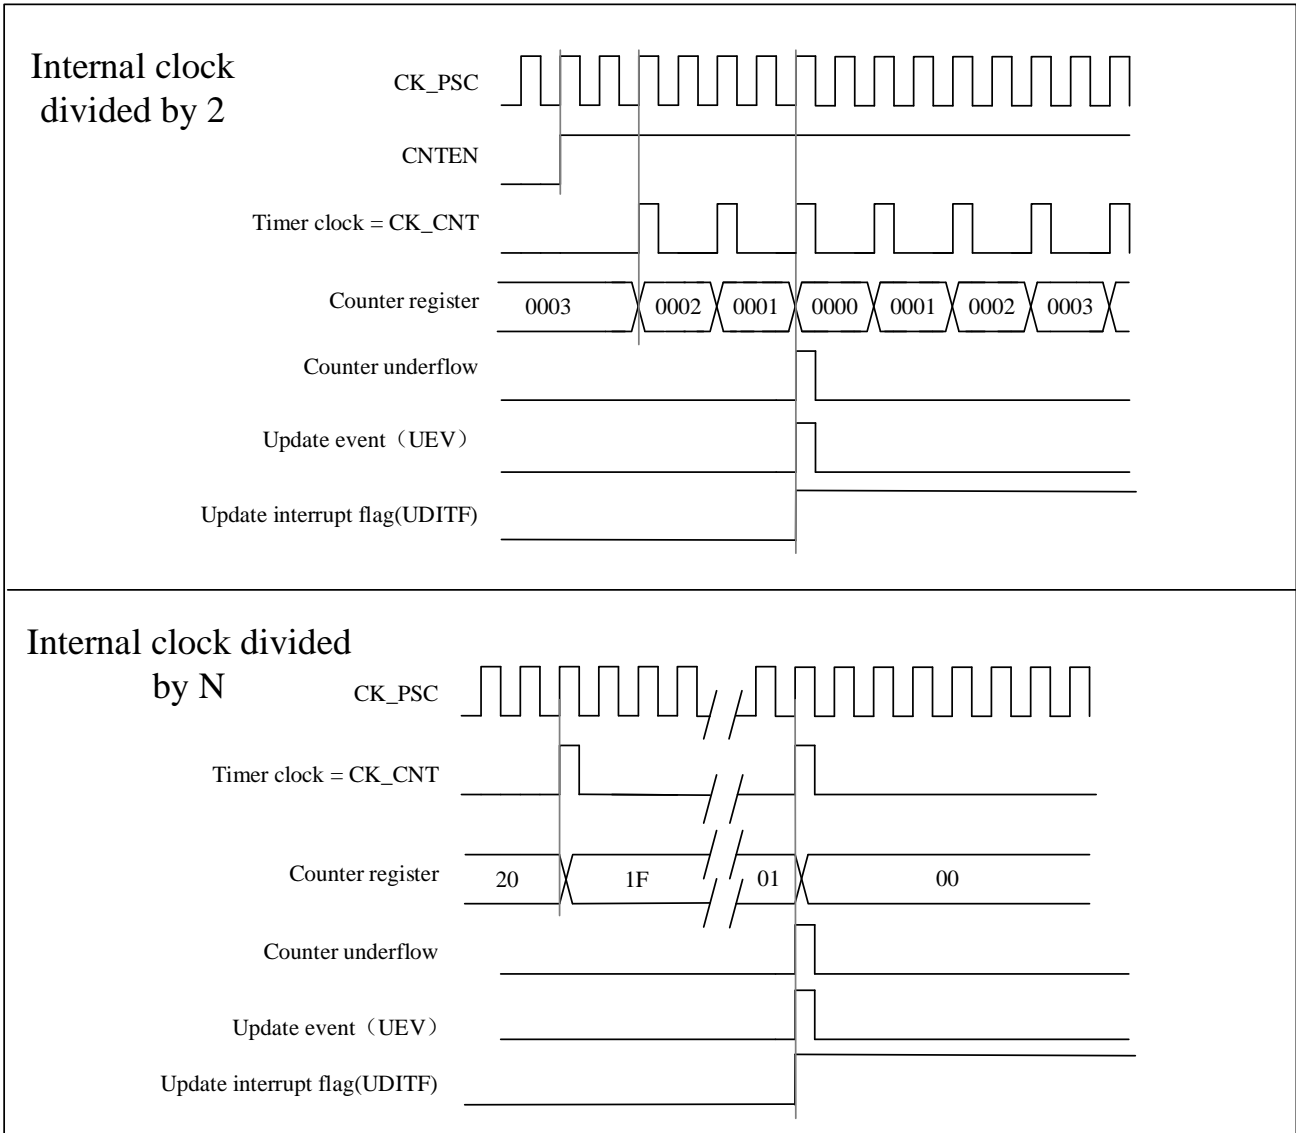 Internal clock
divided by 2
CK_PSC
CNTEN
Timer clock = CK_CNT
Counter register
0003 0002 0001 0000 0001 0002 0003
Counter underflow
Update event（UEV）
Update interrupt flag(UDITF)
Internal clock divided
by N
CK_PSC
Timer clock = CK_CNT
Counter register
20 1F 01 00
Counter underflow
Update event（UEV）
Update interrupt flag(UDITF)